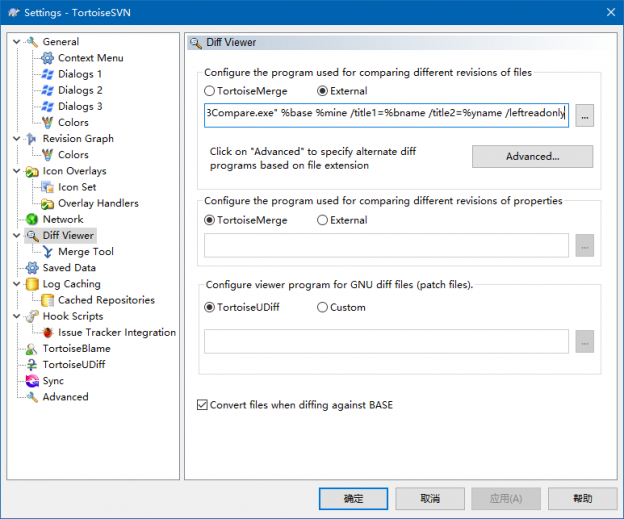 Settings - TortoiseSVN
General
Context Menu
Dialogs 1
Dialogs 2
Dialogs 3
Colors
Revision Graph
Colors
Icon Overlays
Icon Set
Overlay Handlers
Network
Diff Viewer
Merge Tool
Saved Data
Log Caching
Cached Repositories
Hook Scripts
Issue Tracker Integration
TortoiseBlame
TortoiseUDiff
Sync
Advanced
Diff Viewer
Configure the program used for comparing different revisions of files
TortoiseMerge External
3Compare.exe" %base %mine /title1=%bname /title2=%yname /leftreadonly
...
Click on "Advanced" to specify alternate diff
programs based on file extension
Advanced...
Configure the program used for comparing different revisions of properties
TortoiseMerge External
...
Configure viewer program for GNU diff files (patch files).
TortoiseUDiff Custom
...
Convert files when diffing against BASE
确定 取消 应用(A) 帮助